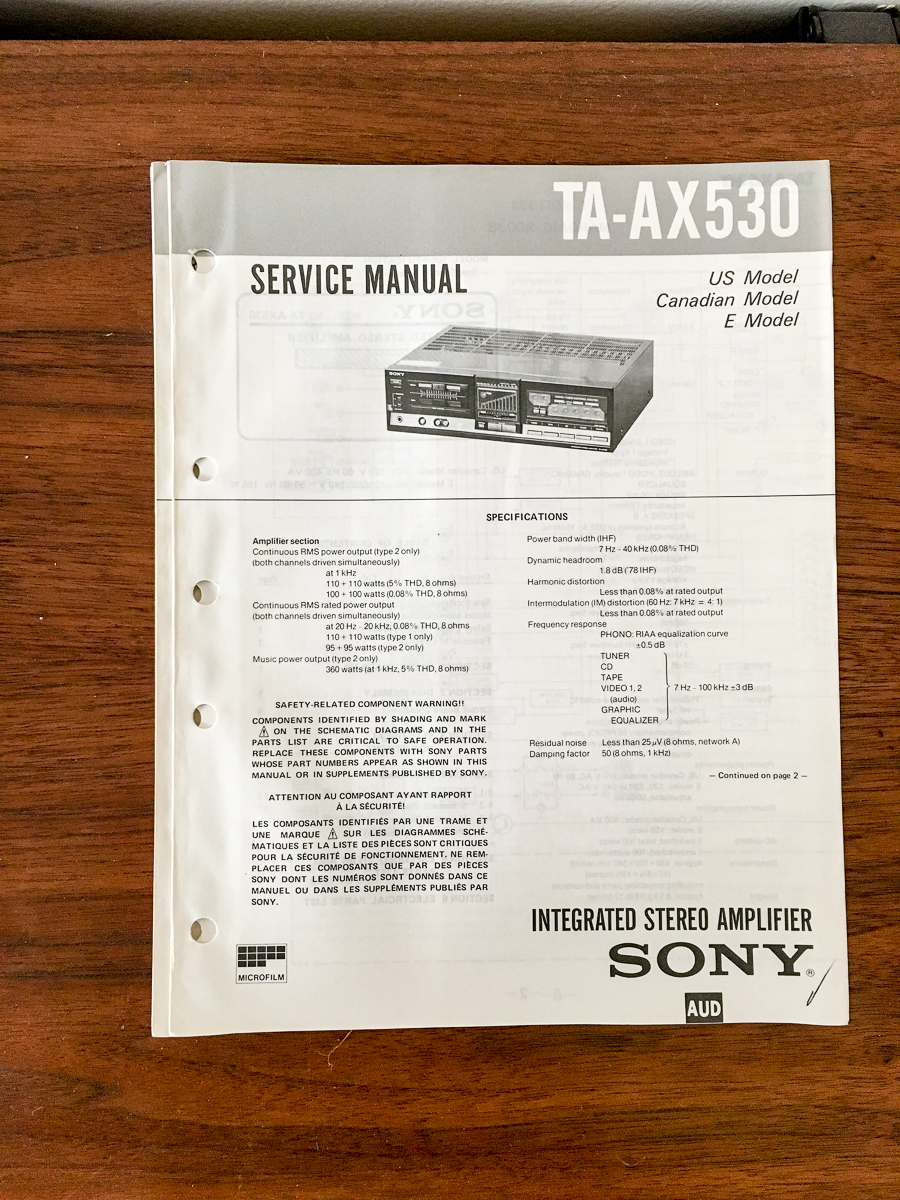 TA-AX530
SERVICE MANUAL
US Model
Canadian Model
E Model
SONY
SPECIFICATIONS
Amplifier section
Continuous RMS power output (type 2 only)
(both channels driven simultaneously)
at 1 kHz
110 + 110 watts (5% THD, 8 ohms)
100 + 100 watts (0.08% THD, 8 ohms)
Continuous RMS rated power output
(both channels driven simultaneously)
at 20 Hz – 20 kHz, 0.08% THD, 8 ohms
110 + 110 watts (type 1 only)
95 + 95 watts (type 2 only)
Music power output (type 2 only)
360 watts (at 1 kHz, 5% THD, 8 ohms)
SAFETY-RELATED COMPONENT WARNING!!
COMPONENTS IDENTIFIED BY SHADING AND MARK
⚠ ON THE SCHEMATIC DIAGRAMS AND IN THE
PARTS LIST ARE CRITICAL TO SAFE OPERATION.
REPLACE THESE COMPONENTS WITH SONY PARTS
WHOSE PART NUMBERS APPEAR AS SHOWN IN THIS
MANUAL OR IN SUPPLEMENTS PUBLISHED BY SONY.
ATTENTION AU COMPOSANT AYANT RAPPORT
À LA SÉCURITÉ!
LES COMPOSANTS IDENTIFIÉS PAR UNE TRAME ET
UNE MARQUE ⚠ SUR LES DIAGRAMMES SCHÉ-
MATIQUES ET LA LISTE DES PIÈCES SONT CRITIQUES
POUR LA SÉCURITÉ DE FONCTIONNEMENT. NE REM-
PLACER CES COMPOSANTS QUE PAR DES PIÈCES
SONY DONT LES NUMÉROS SONT DONNÉS DANS CE
MANUEL OU DANS LES SUPPLÉMENTS PUBLIÉS PAR
SONY.
Power band width (IHF)
7 Hz – 40 kHz (0.08% THD)
Dynamic headroom
1.8 dB ('78 IHF)
Harmonic distortion
Less than 0.08% at rated output
Intermodulation (IM) distortion (60 Hz: 7 kHz = 4: 1)
Less than 0.08% at rated output
Frequency response
PHONO: RIAA equalization curve
±0.5 dB
TUNER
CD
TAPE
VIDEO 1, 2 7 Hz – 100 kHz ±3 dB
(audio)
GRAPHIC
EQUALIZER
Residual noise Less than 25 μV (8 ohms, network A)
Damping factor 50 (8 ohms, 1 kHz)
— Continued on page 2 —
MICROFILM
INTEGRATED STEREO AMPLIFIER
SONY®
AUD